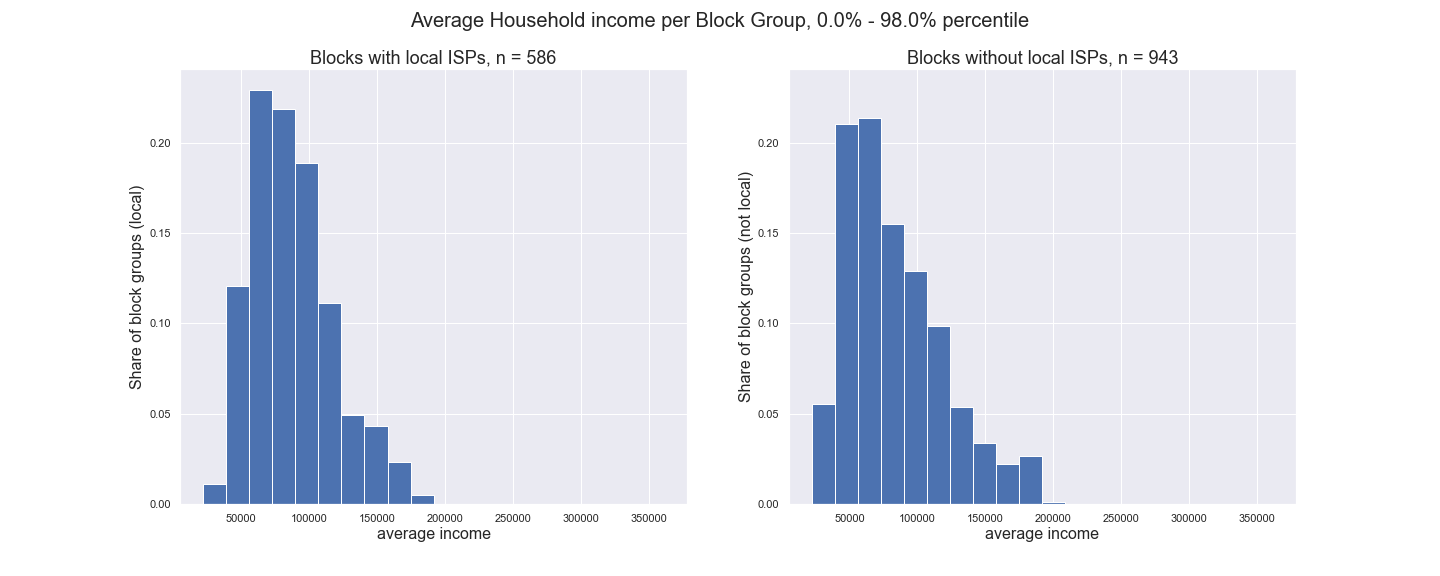 Average Household income per Block Group, 0.0% - 98.0% percentile
Blocks with local ISPs, n = 586
Share of block groups (local)
0.20
0.15
0.10
0.05
0.00
50000 100000 150000 200000 250000 300000 350000
average income
Blocks without local ISPs, n = 943
Share of block groups (not local)
0.20
0.15
0.10
0.05
0.00
50000 100000 150000 200000 250000 300000 350000
average income